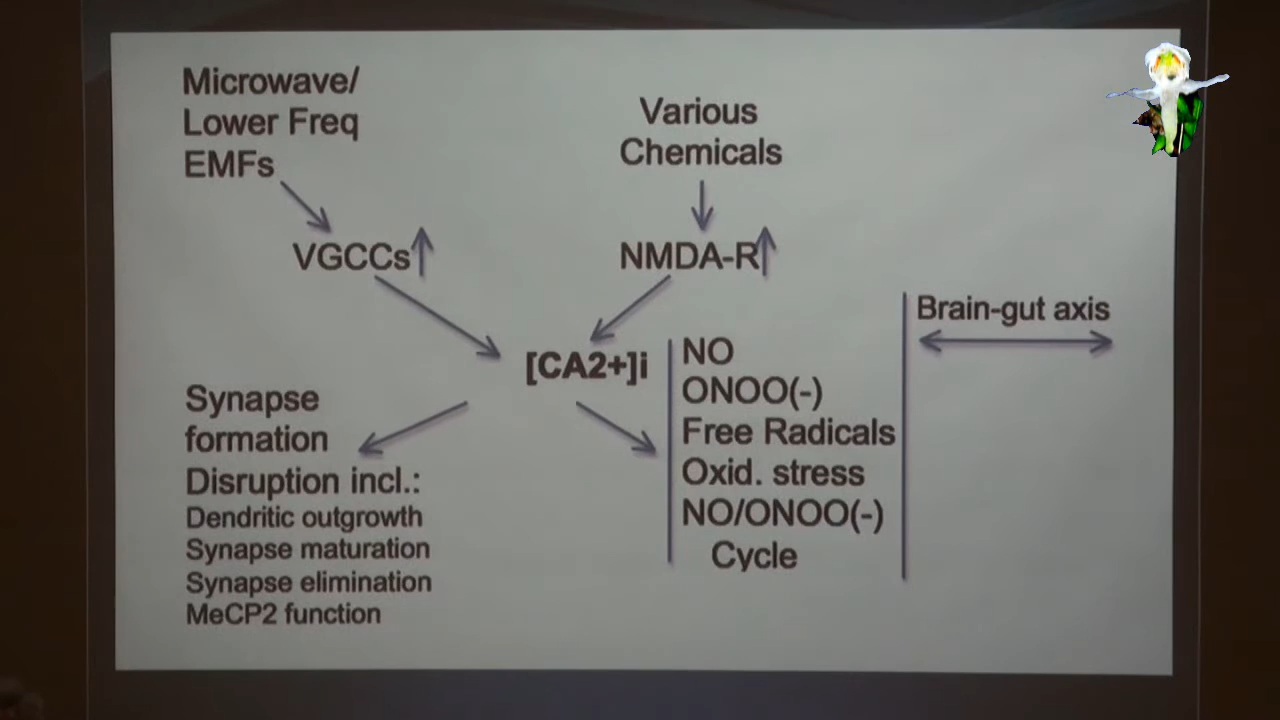 Microwave/
Lower Freq
EMFs
Various
Chemicals
VGCCs
NMDA-R
Brain-gut axis
[CA2+]i
NO
ONOO(-)
Free Radicals
Oxid. stress
NO/ONOO(-)
Cycle
Synapse
formation
Disruption incl.:
Dendritic outgrowth
Synapse maturation
Synapse elimination
MeCP2 function